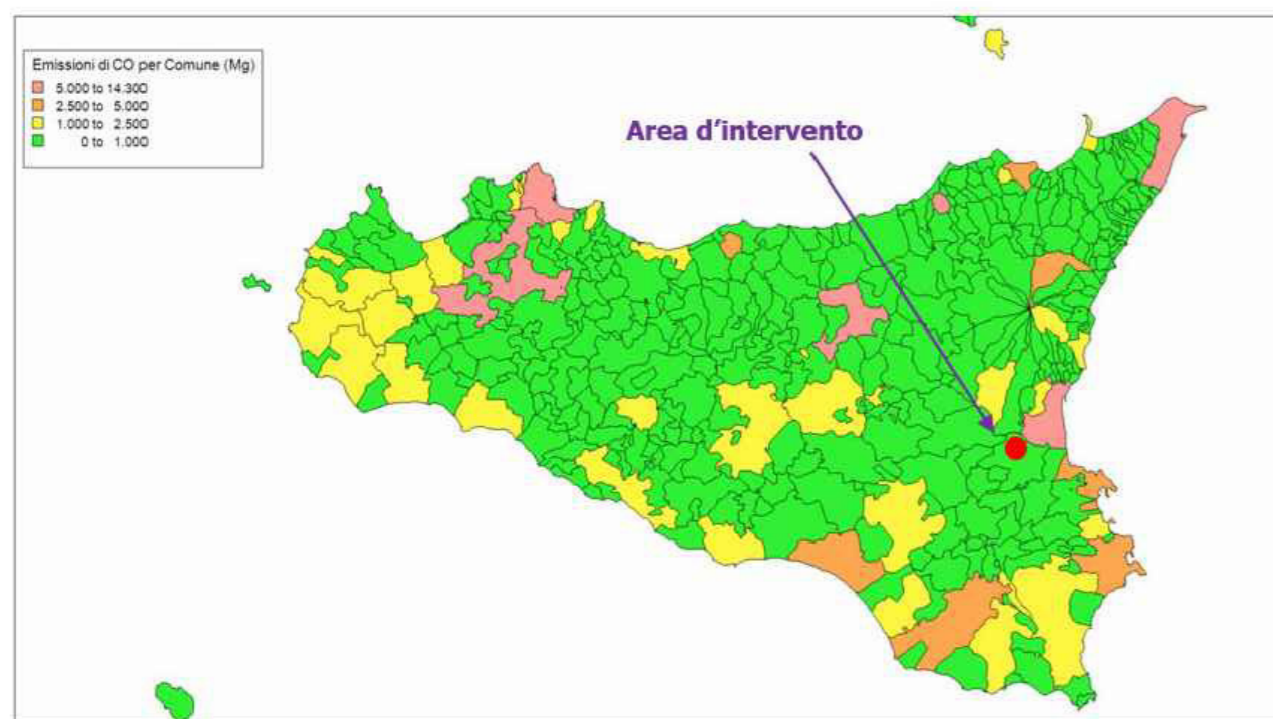 Emissioni di CO per Comune (Mg)
5.000 to 14.300
2.500 to 5.000
1.000 to 2.500
0 to 1.000
Area d'intervento